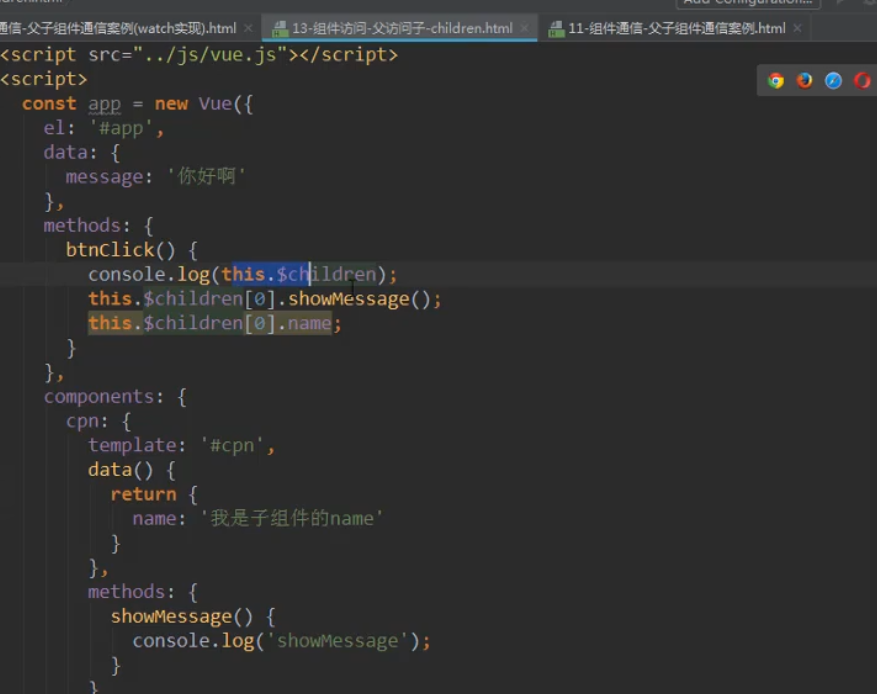 Add Configuration...
通信-父子组件通信案例(watch实现).html
13-组件访问-父访问子-children.html
11-组件通信-父子组件通信案例.html
<script src="../js/vue.js"></script>
<script>
const app = new Vue({
el: '#app',
data: {
message: '你好啊'
},
methods: {
btnClick() {
console.log(this.$children);
this.$children[0].showMessage();
this.$children[0].name;
}
},
components: {
cpn: {
template: '#cpn',
data() {
return {
name: '我是子组件的name'
}
},
methods: {
showMessage() {
console.log('showMessage');
}
}